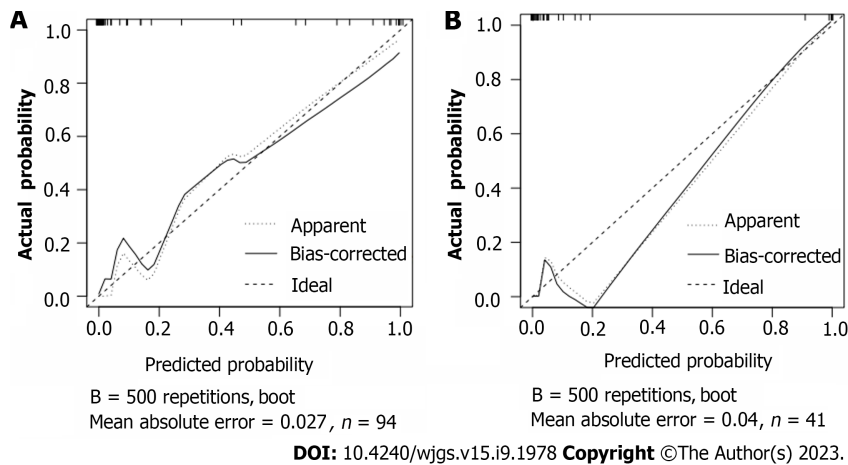 A
Actual probability
1.0
0.8
0.6
0.4
0.2
0.0
Apparent
Bias-corrected
Ideal
0.0 0.2 0.4 0.6 0.8 1.0
Predicted probability
B = 500 repetitions, boot
Mean absolute error = 0.027, n = 94
B
Actual probability
1.0
0.8
0.6
0.4
0.2
0.0
Apparent
Bias-corrected
Ideal
0.0 0.2 0.4 0.6 0.8 1.0
Predicted probability
B = 500 repetitions, boot
Mean absolute error = 0.04, n = 41
DOI: 10.4240/wjgs.v15.i9.1978 Copyright ©The Author(s) 2023.